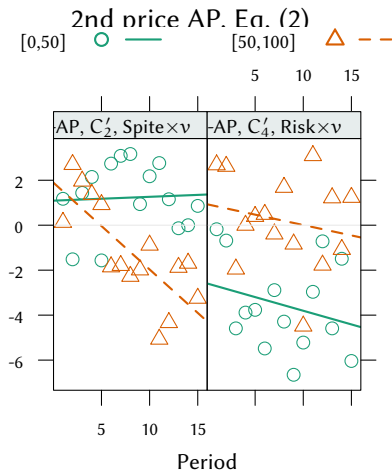 2nd price AP, Eq. (2)
[0,50] [50,100]
5 10 15
-AP, C′2, Spite×ν -AP, C′4, Risk×ν
2
0
-2
-4
-6
5 10 15
Period